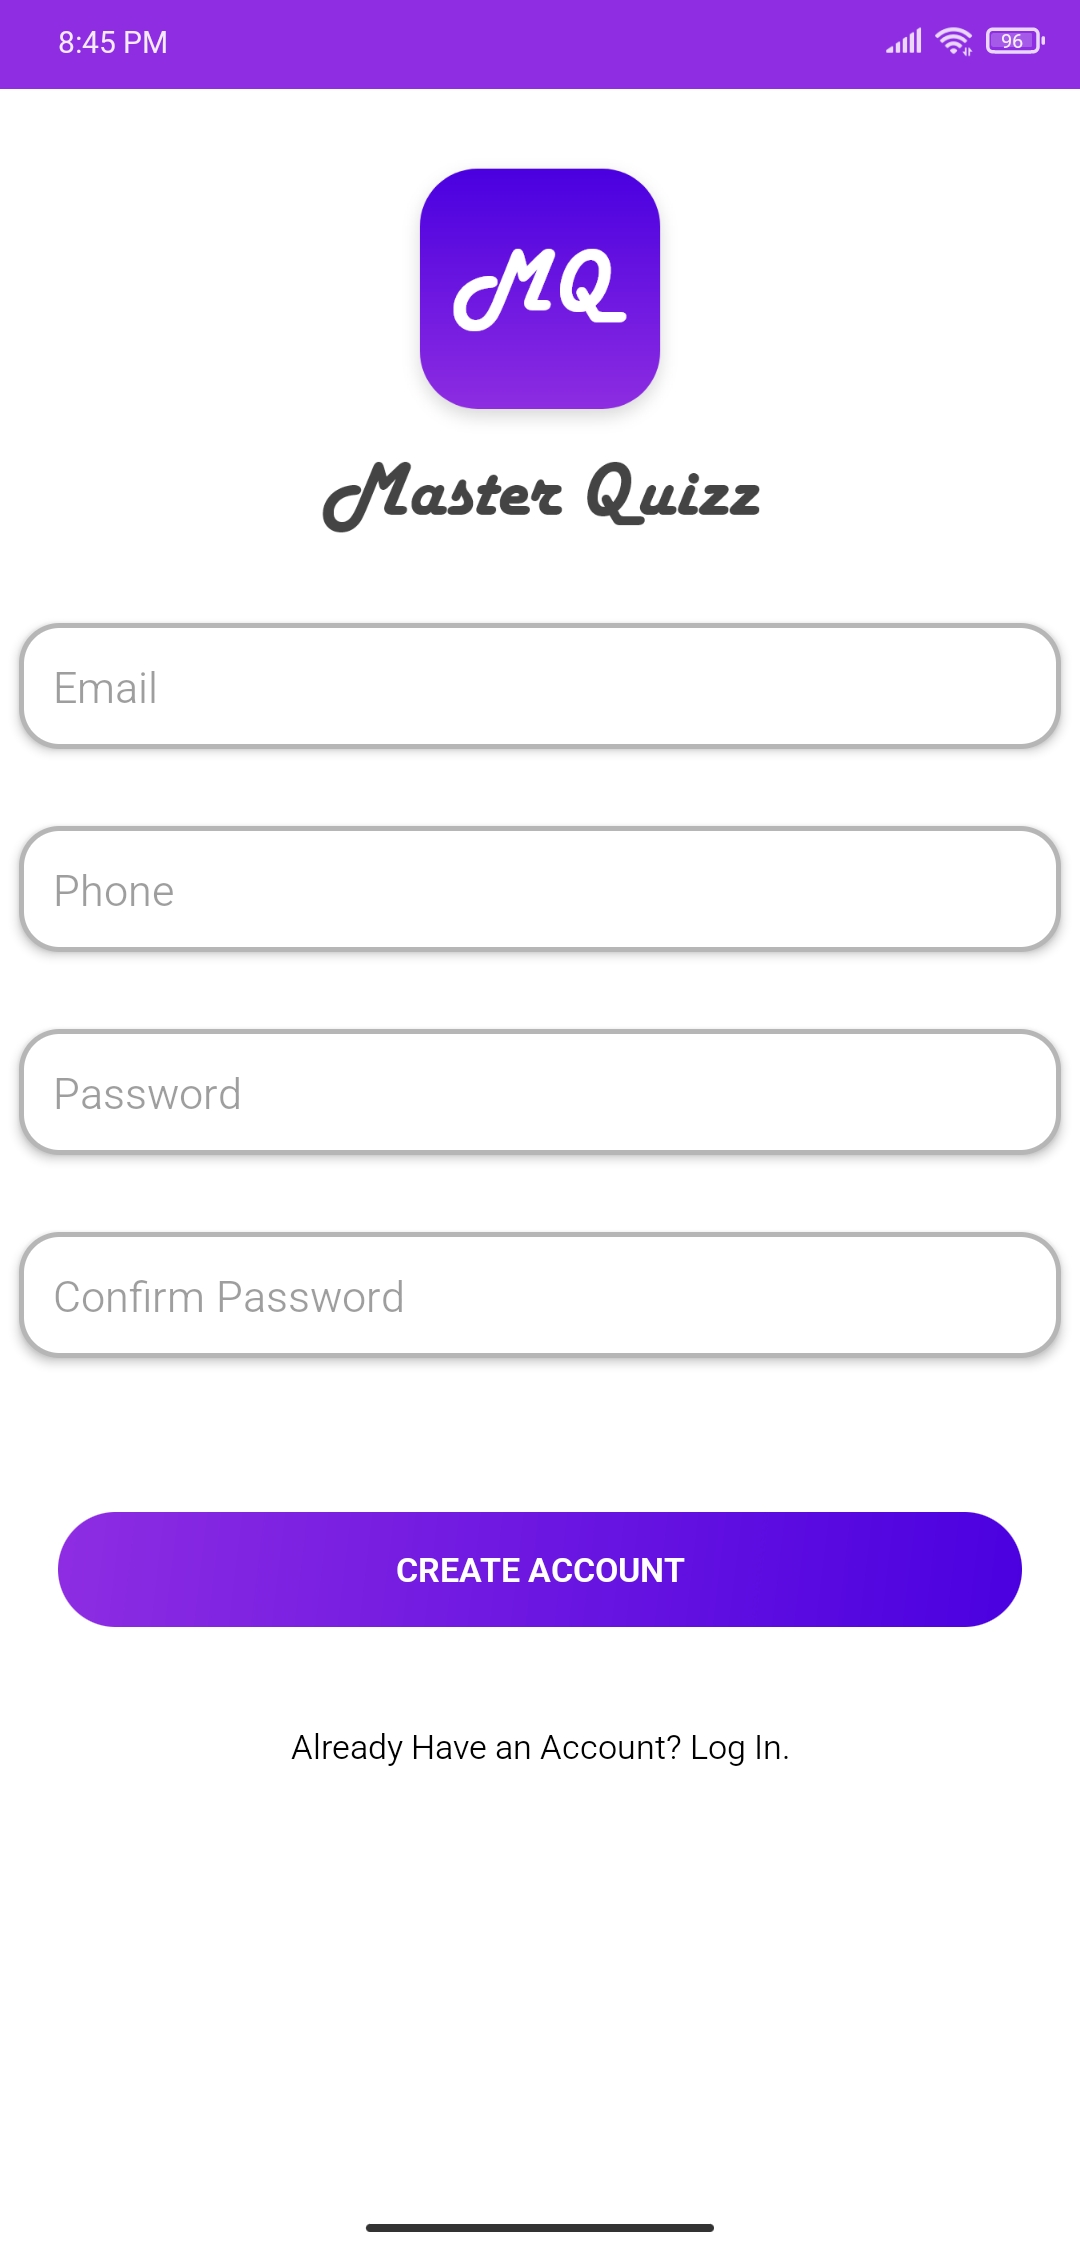 8:45 PM
96
MQ
Master Quizz
Email
Phone
Password
Confirm Password
CREATE ACCOUNT
Already Have an Account? Log In.